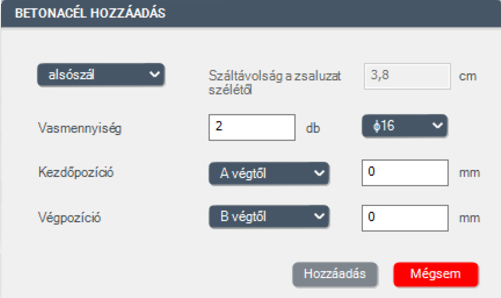 BETONACÉL HOZZÁADÁS
alsószál
Száltávolság a zsaluzat
szélétől
3,8
cm
Vasmennyiség
2
db
ϕ16
Kezdőpozíció
A végtől
0
mm
Végpozíció
B végtől
0
mm
Hozzáadás
Mégsem